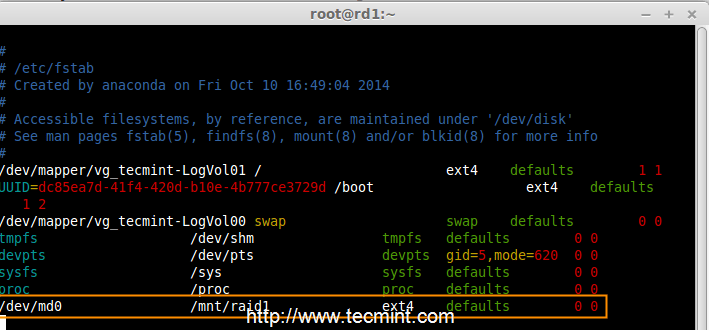 root@rd1:~
#
# /etc/fstab
# Created by anaconda on Fri Oct 10 16:49:04 2014
#
# Accessible filesystems, by reference, are maintained under '/dev/disk'
# See man pages fstab(5), findfs(8), mount(8) and/or blkid(8) for more info
#
/dev/mapper/vg_tecmint-LogVol01 / ext4 defaults 1 1
UUID=dc85ea7d-41f4-420d-b10e-4b777ce3729d /boot ext4 defaults
1 2
/dev/mapper/vg_tecmint-LogVol00 swap swap defaults 0 0
tmpfs /dev/shm tmpfs defaults 0 0
devpts /dev/pts devpts gid=5,mode=620 0 0
sysfs /sys sysfs defaults 0 0
proc /proc proc defaults 0 0
/dev/md0 /mnt/raid1 ext4 defaults 0 0
http://www.tecmint.com